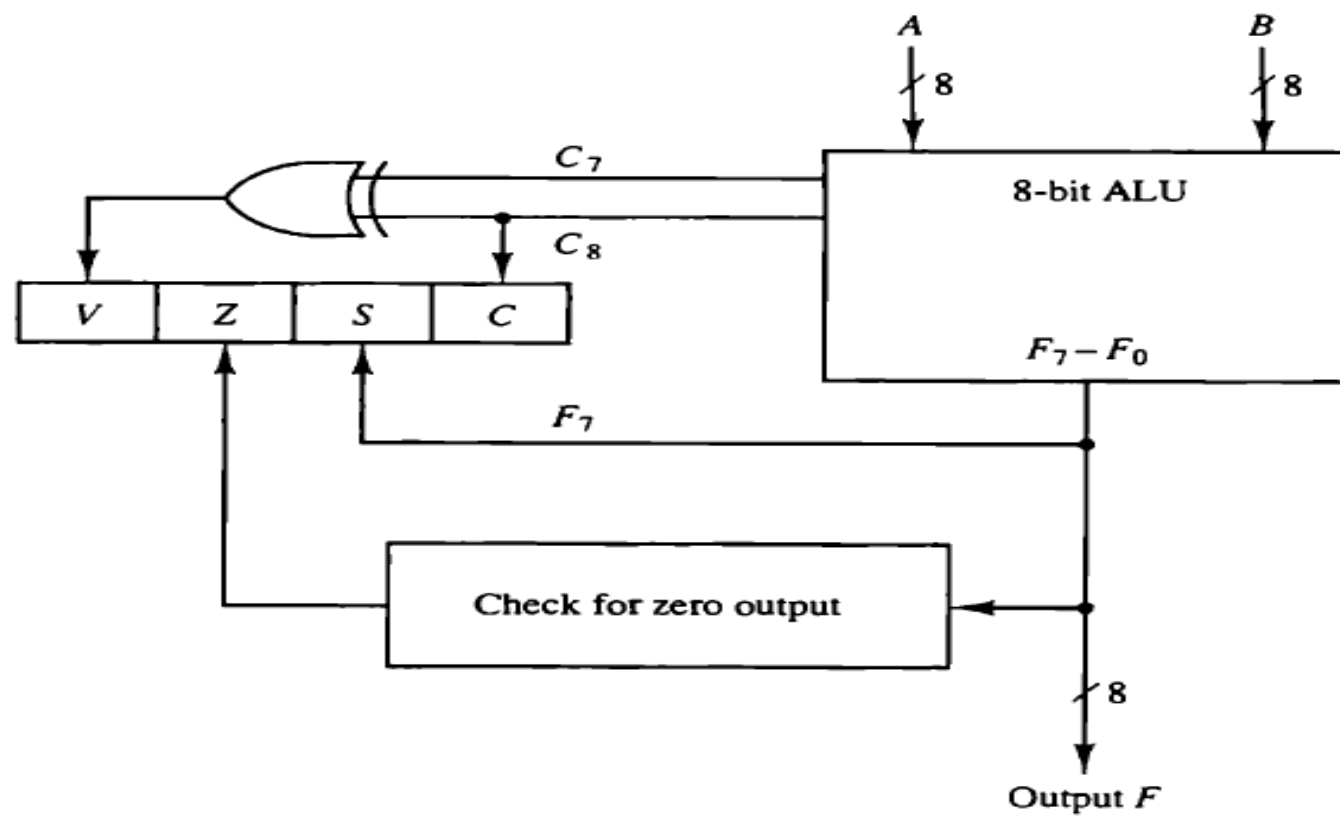 A B
8 8
C7
8-bit ALU
C8
V Z S C
F7 – F0
F7
Check for zero output
8
Output F